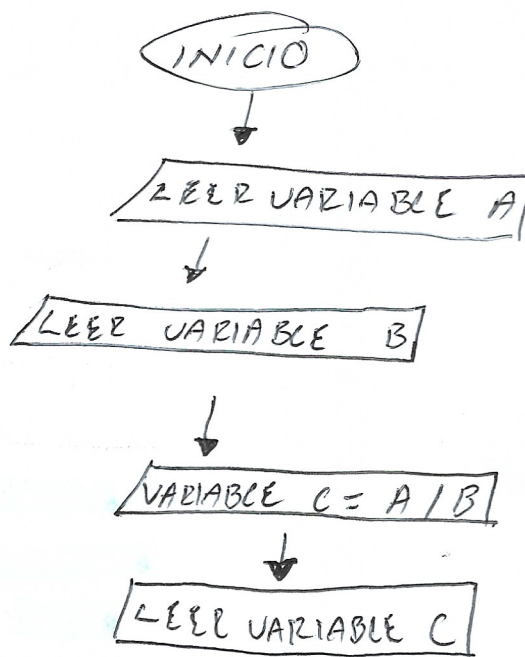 INICIO
LEER VARIABLE A
LEER VARIABLE B
VARIABLE C = A / B
LEER VARIABLE C